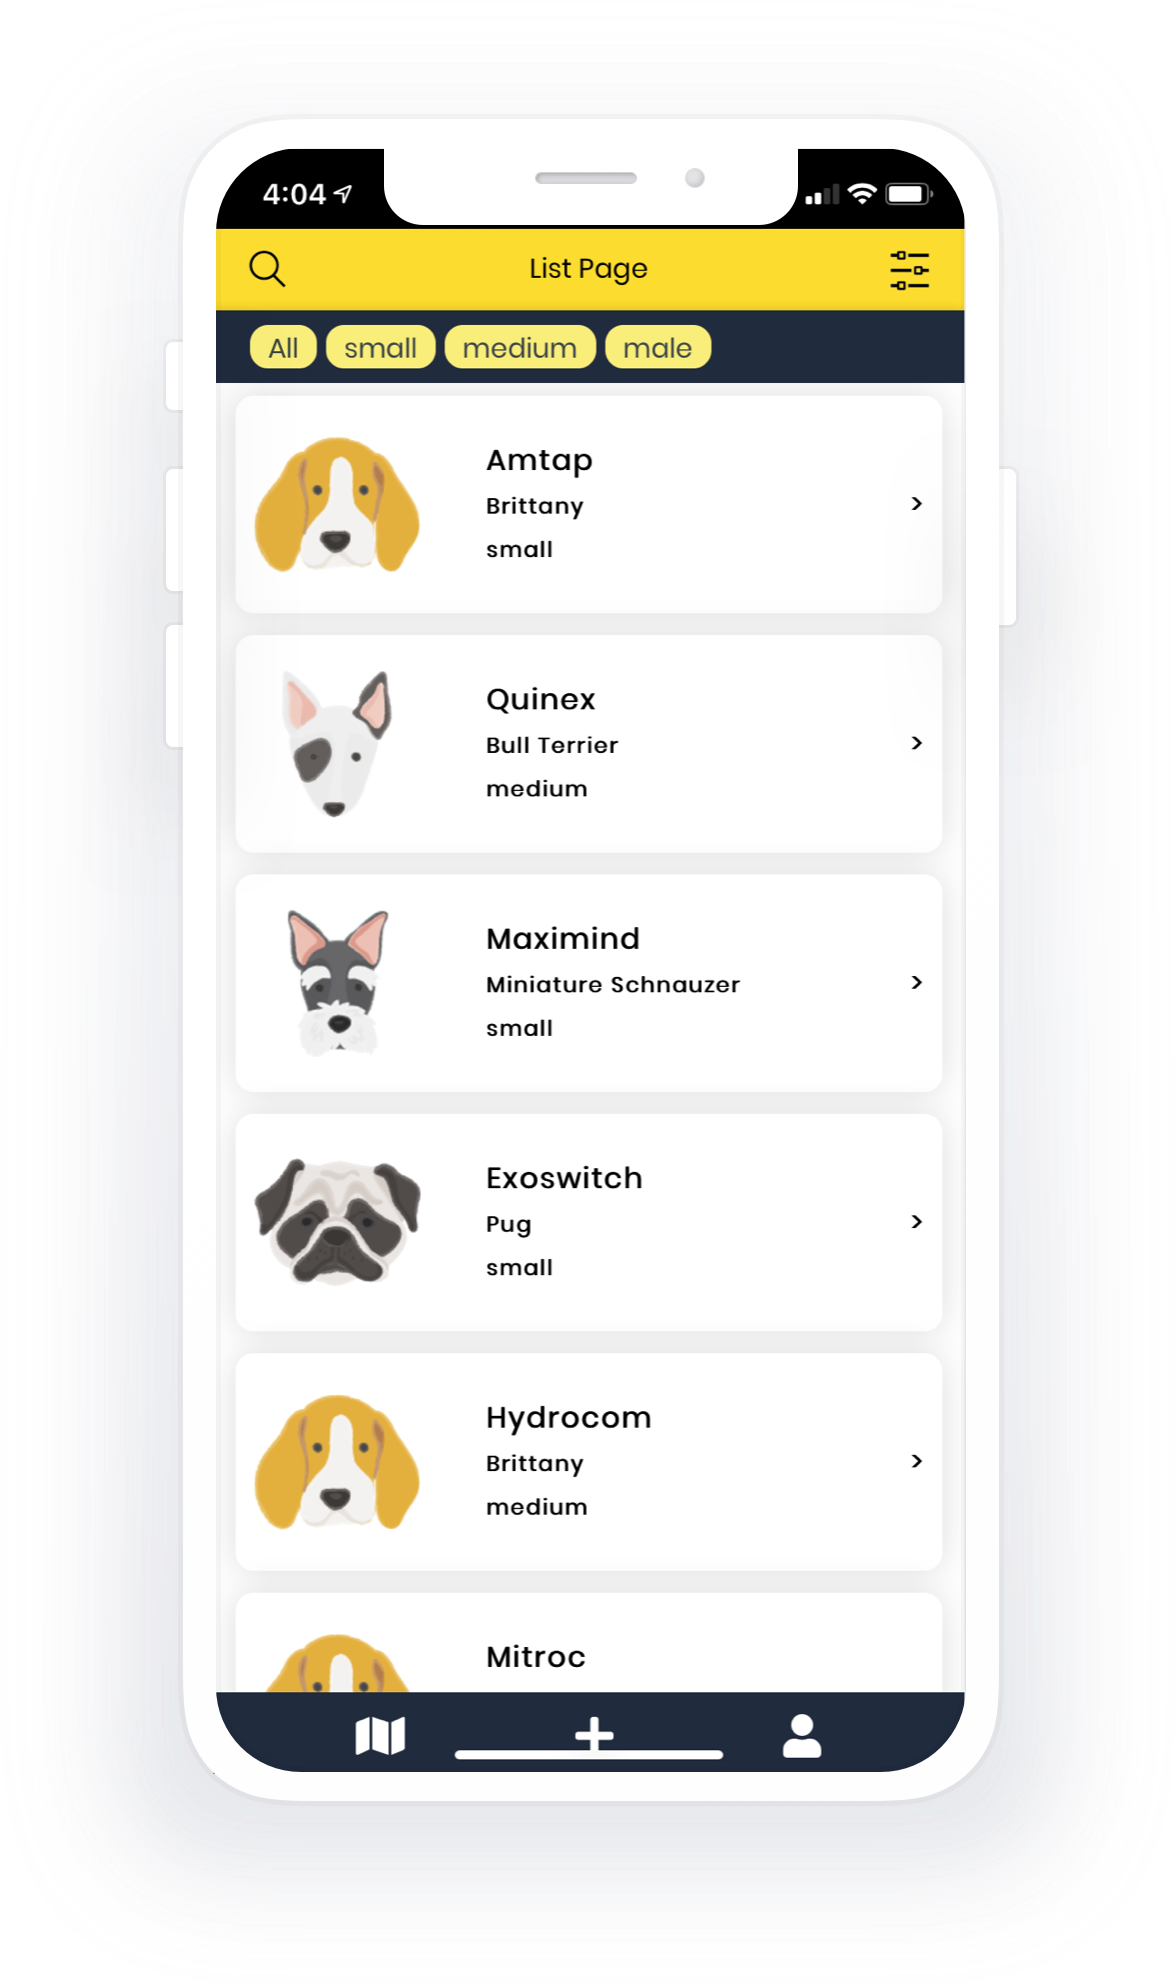 4:04
List Page
All small medium male
Amtap
Brittany
small
Quinex
Bull Terrier
medium
Maximind
Miniature Schnauzer
small
Exoswitch
Pug
small
Hydrocom
Brittany
medium
Mitroc